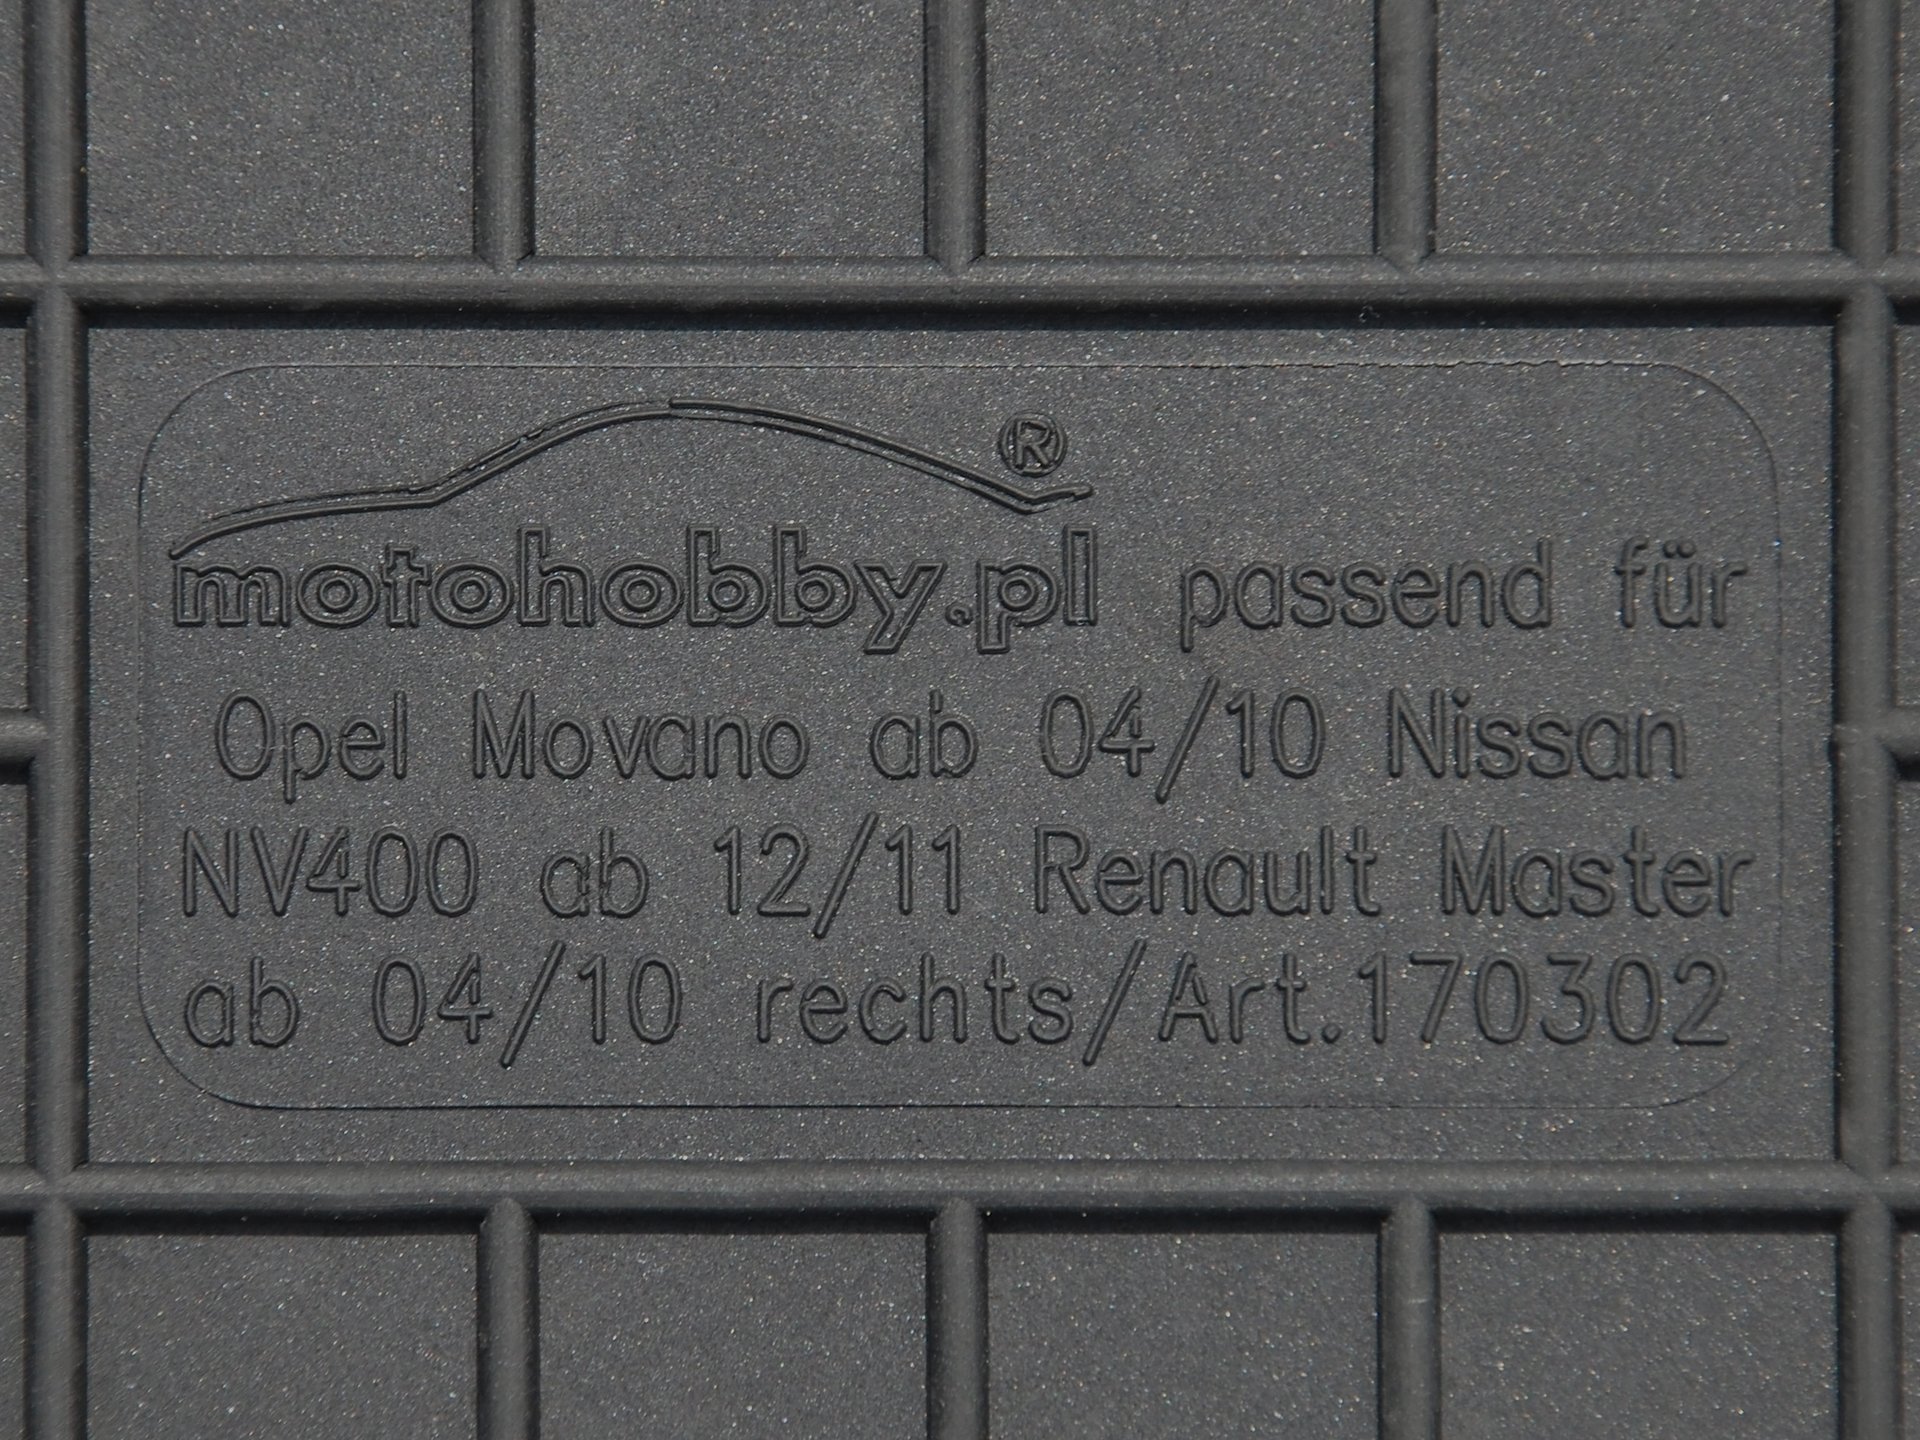 motohobby.pl® passend für
Opel Movano ab 04/10 Nissan
NV400 ab 12/11 Renault Master
ab 04/10 rechts/Art.170302